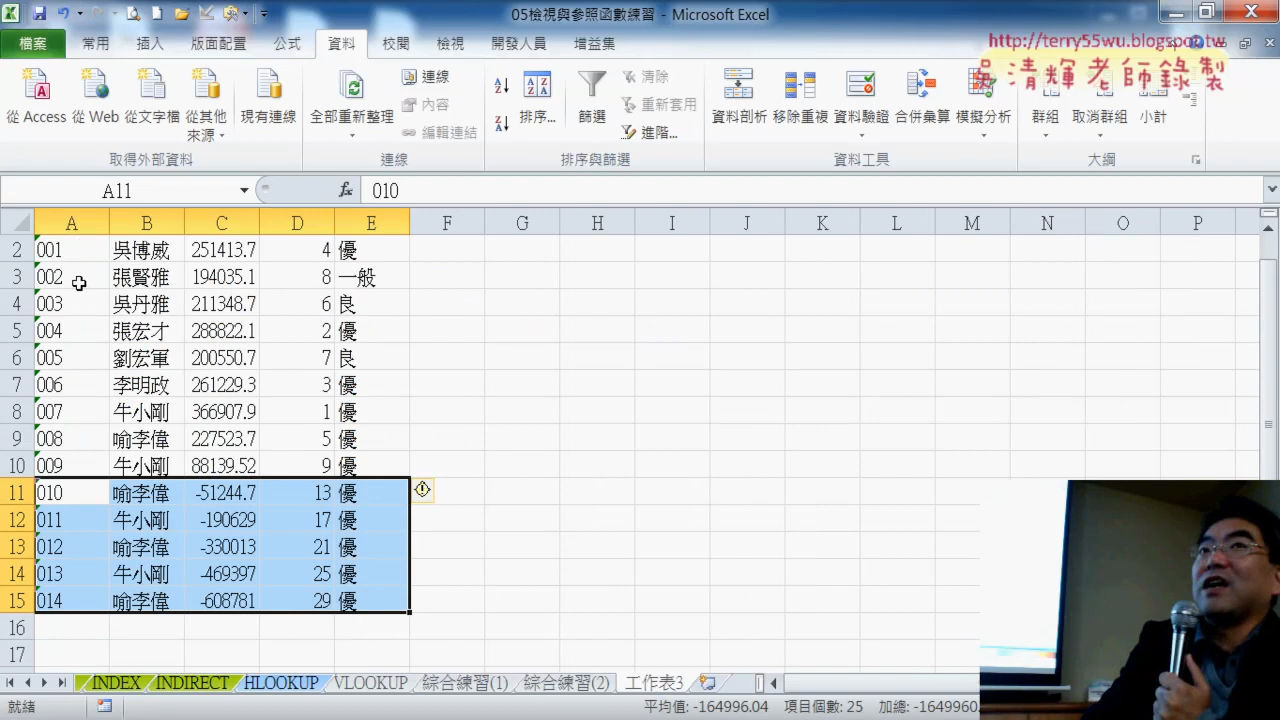 05檢視與參照函數練習 - Microsoft Excel
http://terry55wu.blogspot.tw
吳清輝老師錄製
檔案 常用 插入 版面配置 公式 資料 校閱 檢視 開發人員 增益集
從 Access 從 Web 從文字檔 從其他來源 現有連線
取得外部資料
全部重新整理 連線 內容 編輯連結
連線
排序... 篩選 清除 重新套用 進階...
排序與篩選
資料剖析 移除重複 資料驗證 合併彙算 模擬分析
資料工具
群組 取消群組 小計
大綱
A11 fx 010
A B C D E F G H I J K L M N O P
2 001 吳博威 251413.7 4 優
3 002 張賢雅 194035.1 8 一般
4 003 吳丹雅 211348.7 6 良
5 004 張宏才 288822.1 2 優
6 005 劉宏軍 200550.7 7 良
7 006 李明政 261229.3 3 優
8 007 牛小剛 366907.9 1 優
9 008 喻李偉 227523.7 5 優
10 009 牛小剛 88139.52 9 優
11 010 喻李偉 -51244.7 13 優
12 011 牛小剛 -190629 17 優
13 012 喻李偉 -330013 21 優
14 013 牛小剛 -469397 25 優
15 014 喻李偉 -608781 29 優
16
17
INDEX INDIRECT HLOOKUP VLOOKUP 綜合練習(1) 綜合練習(2) 工作表3
就緒 平均值: -164996.04 項目個數: 25 加總: -1649960.